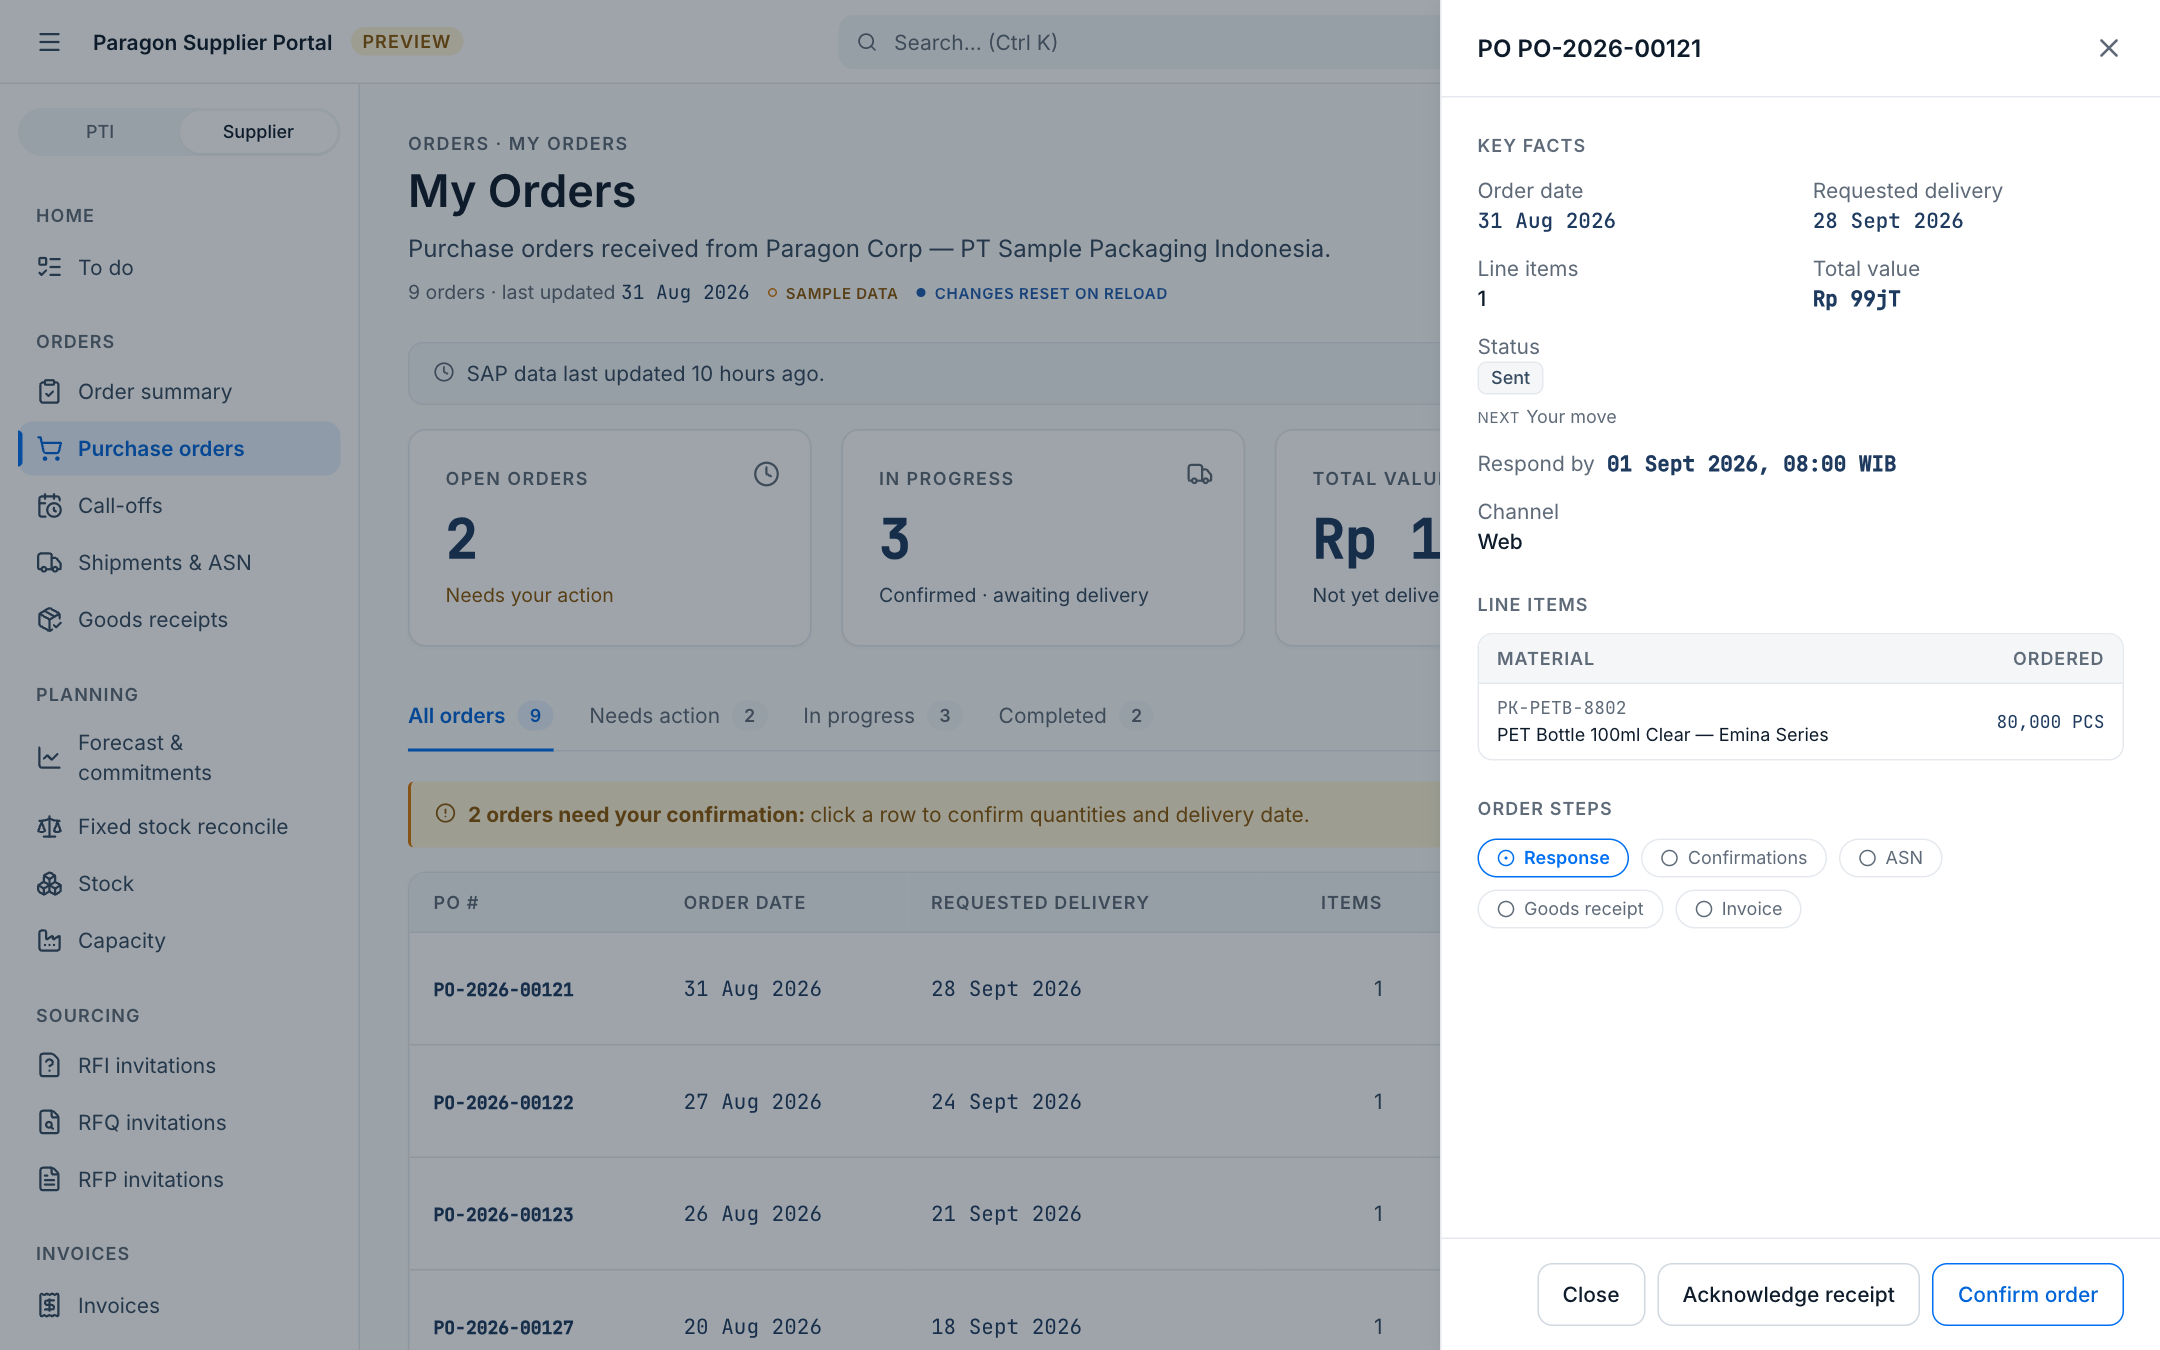 Paragon Supplier Portal
PREVIEW
Search... (Ctrl K)
PTI
Supplier
HOME
To do
ORDERS
Order summary
Purchase orders
Call-offs
Shipments & ASN
Goods receipts
PLANNING
Forecast &
commitments
Fixed stock reconcile
Stock
Capacity
SOURCING
RFI invitations
RFQ invitations
RFP invitations
INVOICES
Invoices
ORDERS · MY ORDERS
My Orders
Purchase orders received from Paragon Corp — PT Sample Packaging Indonesia.
9 orders · last updated 31 Aug 2026 SAMPLE DATA CHANGES RESET ON RELOAD
SAP data last updated 10 hours ago.
OPEN ORDERS
2
Needs your action
IN PROGRESS
3
Confirmed · awaiting delivery
TOTAL VALU
Rp 1
Not yet delive
All orders 9
Needs action 2
In progress 3
Completed 2
2 orders need your confirmation: click a row to confirm quantities and delivery date.
PO # ORDER DATE REQUESTED DELIVERY ITEMS
PO-2026-00121 31 Aug 2026 28 Sept 2026 1
PO-2026-00122 27 Aug 2026 24 Sept 2026 1
PO-2026-00123 26 Aug 2026 21 Sept 2026 1
PO-2026-00127 20 Aug 2026 18 Sept 2026 1
PO PO-2026-00121
KEY FACTS
Order date
31 Aug 2026
Requested delivery
28 Sept 2026
Line items
1
Total value
Rp 99jT
Status
Sent
NEXT Your move
Respond by 01 Sept 2026, 08:00 WIB
Channel
Web
LINE ITEMS
MATERIAL ORDERED
PK-PETB-8802
PET Bottle 100ml Clear — Emina Series
80,000 PCS
ORDER STEPS
Response
Confirmations
ASN
Goods receipt
Invoice
Close
Acknowledge receipt
Confirm order